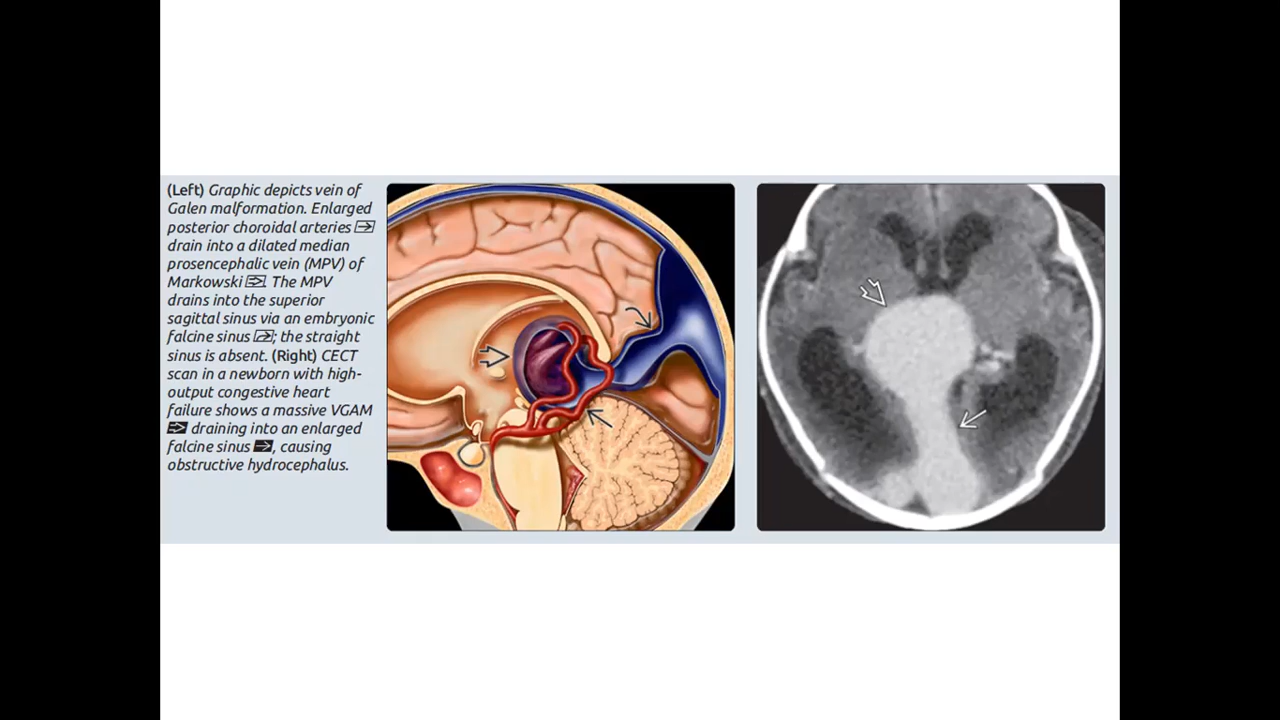 (Left) Graphic depicts vein of
Galen malformation. Enlarged
posterior choroidal arteries
drain into a dilated median
prosencephalic vein (MPV) of
Markowski. The MPV
drains into the superior
sagittal sinus via an embryonic
falcine sinus; the straight
sinus is absent. (Right) CECT
scan in a newborn with high-
output congestive heart
failure shows a massive VGAM
draining into an enlarged
falcine sinus, causing
obstructive hydrocephalus.